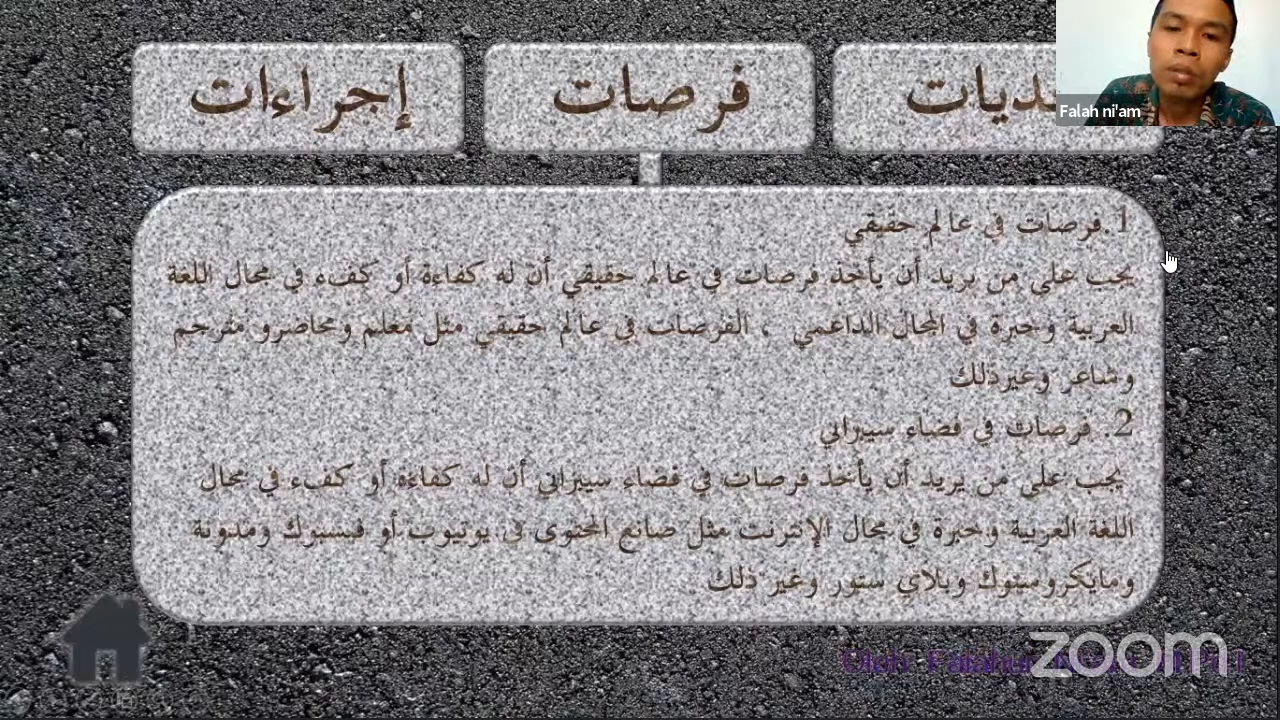 إجراءات
فرصات
ديات
Falah ni'am
1.فرصات في عالم حقيقي
يجب على من يريد أن يأخذ فرصات في عالم حقيقي أن له كفاءة أو كفء في مجال اللغة
العربية وخبرة في المجال الداعمي ، الفرصات في عالم حقيقي مثل معلم ومحاضرو مترجم
وشاعر وغيرذلك
2. فرصات في فضاء سيبراني
يجب على من يريد أن يأخذ فرصات في فضاء سيبراني أن له كفاءة أو كفء في مجال
اللغة العربية وخبرة في مجال الإنترنت مثل صانع المحتوى في يوتيوب أو فيسبوك ومدونة
ومايكروستوك وبلاي ستور وغير ذلك
zoom
Oleh